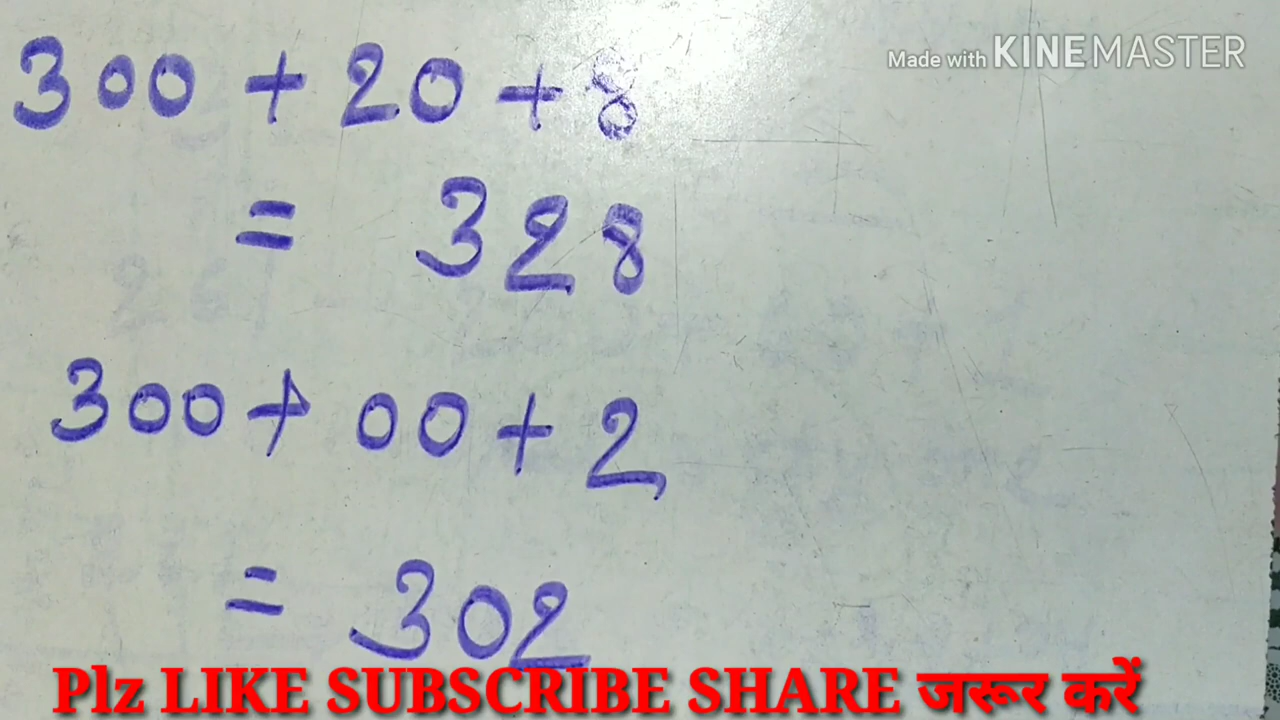 Made with KINEMASTER
300 + 20 + 8
= 328
300 + 00 + 2
= 302
Plz LIKE SUBSCRIBE SHARE जरूर करें